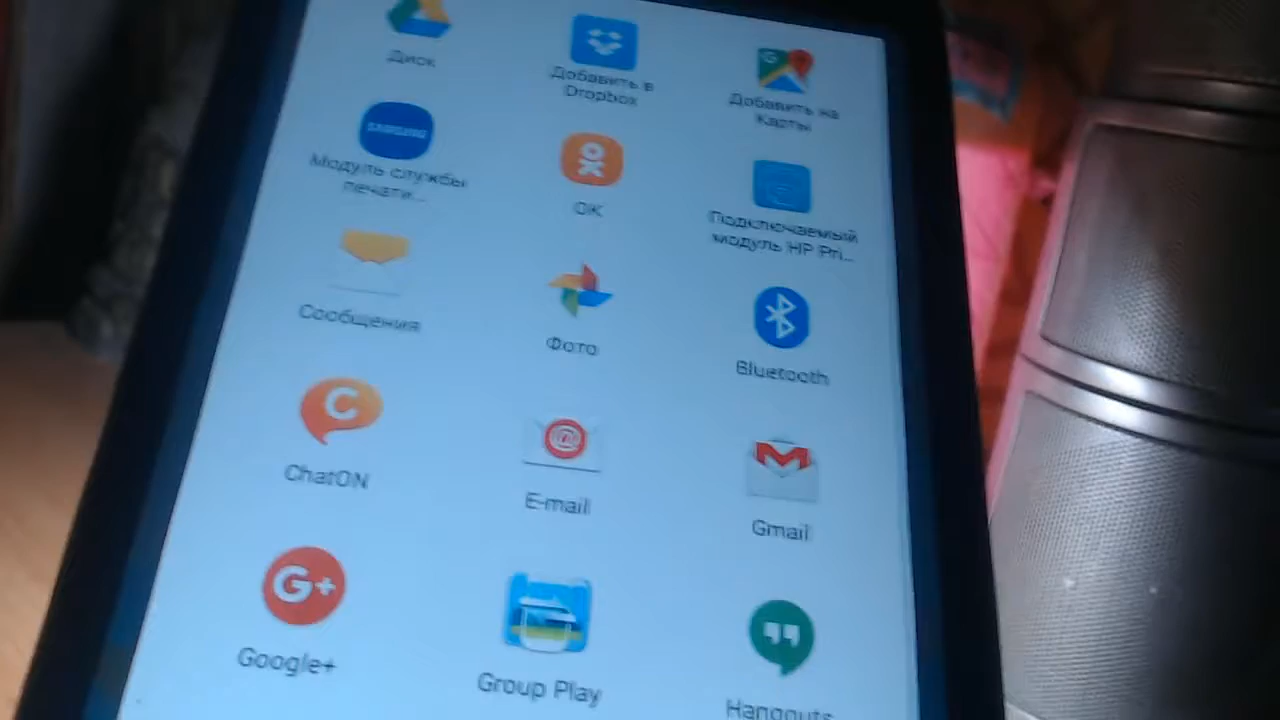 Диск
Добавить в
Dropbox
Добавить на
Карты
SAMSUNG
Модуль службы
печати...
ОК
Подключаемый
модуль HP Pri...
Сообщения
Фото
Bluetooth
ChatON
E-mail
Gmail
G+
Google+
Group Play
Hangouts